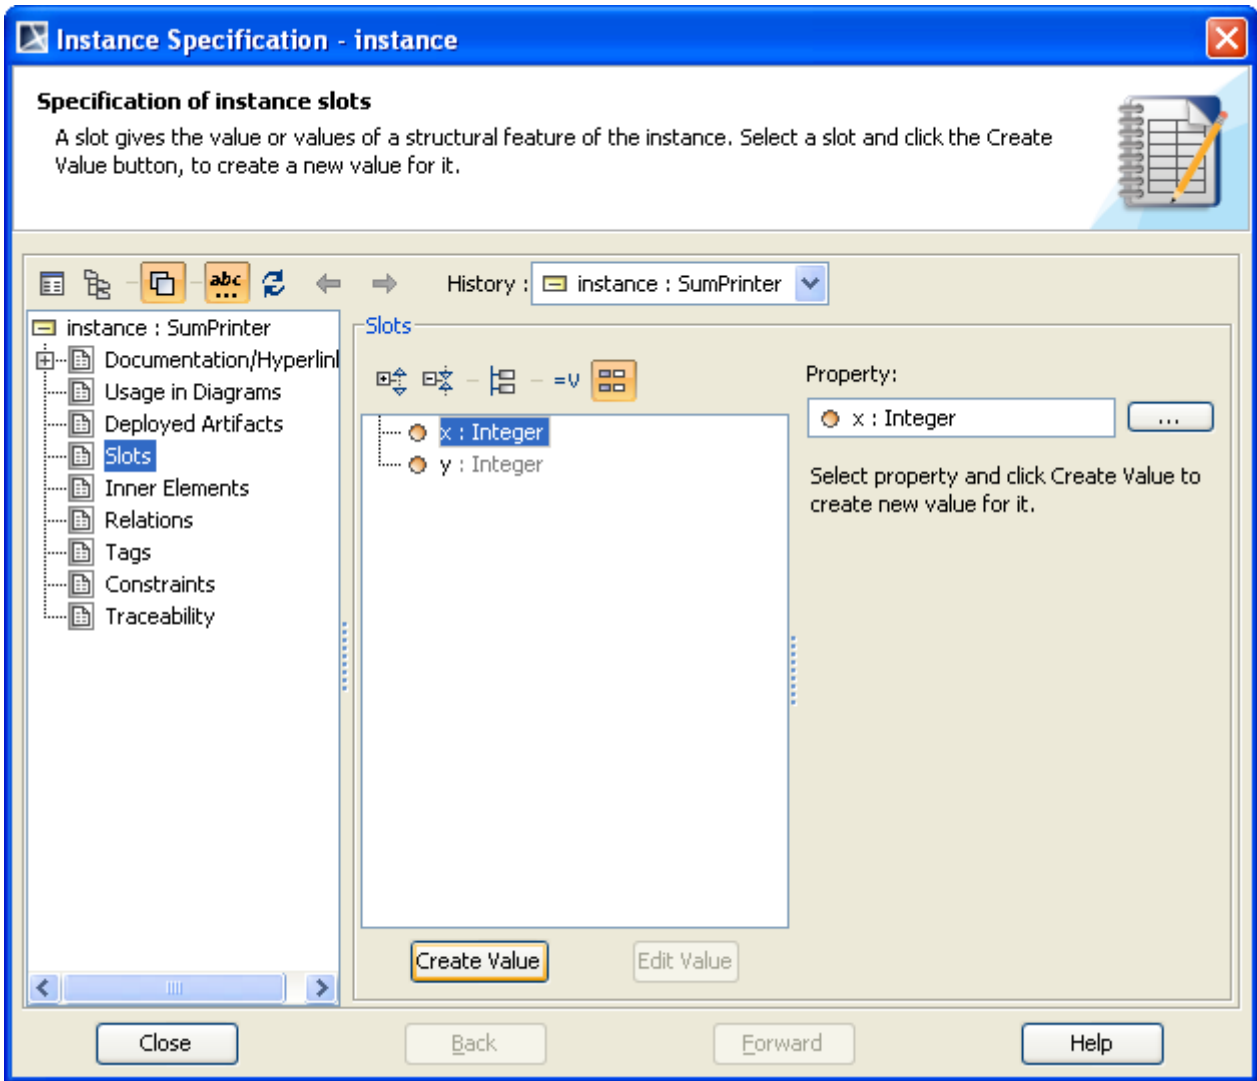 Instance Specification - instance
Specification of instance slots
A slot gives the value or values of a structural feature of the instance. Select a slot and click the Create
Value button, to create a new value for it.
abc
History : instance : SumPrinter
instance : SumPrinter
Documentation/Hyperlinl
Usage in Diagrams
Deployed Artifacts
Slots
Inner Elements
Relations
Tags
Constraints
Traceability
Slots
=V
x : Integer
y : Integer
Create Value
Edit Value
Property:
x : Integer
...
Select property and click Create Value to
create new value for it.
Close
Back
Forward
Help